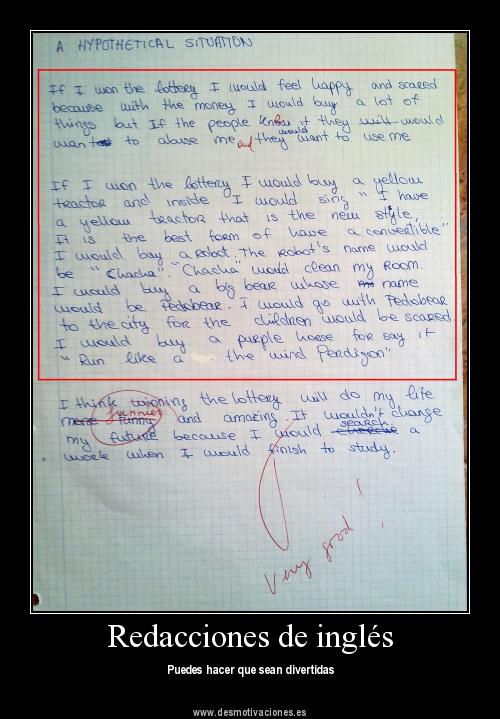 A HYPOTHETICAL SITUATION
If I won the lottery I would feel happy and scared
because with the money I would buy a lot of
things but If the people know it they will would
want to abuse me and they would want to use me
If I won the lottery I would buy a yellow
tractor and inside I would sing " I have
a yellow tractor that is the new style,
It is the best form of have a convertible"
I would buy a robot. The robot's name would
be "Chacha". "Chacha" would clean my room.
I would buy a big bear whose name
would be Pedobear. I would go with Pedobear
to the city for the children would be scared.
I would buy a purple horse for say it
"Run like a the wind Perdigon"
I think winning the lottery will do my life
more funny funnier and amazing. It wouldn't change
my future because I would search a
work when I would finish to study.
Very good!
Redacciones de inglés
Puedes hacer que sean divertidas
www.desmotivaciones.es